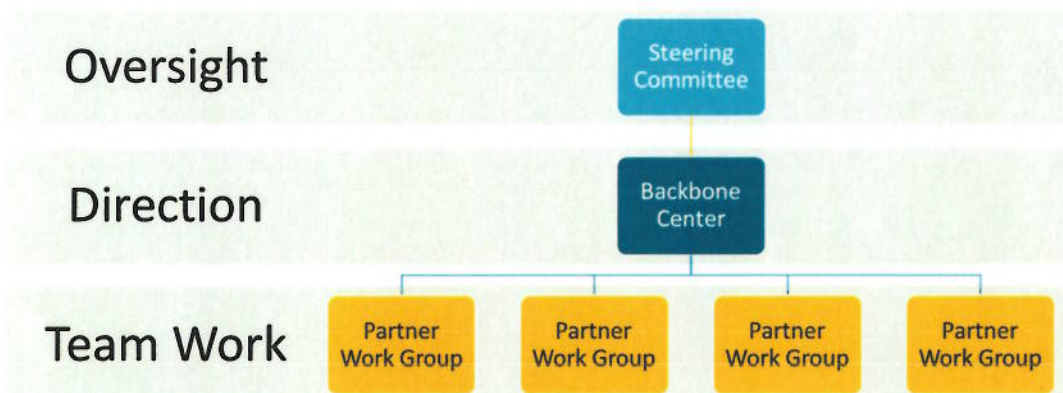 Oversight
Steering
Committee
Direction
Backbone
Center
Team Work
Partner
Work Group
Partner
Work Group
Partner
Work Group
Partner
Work Group